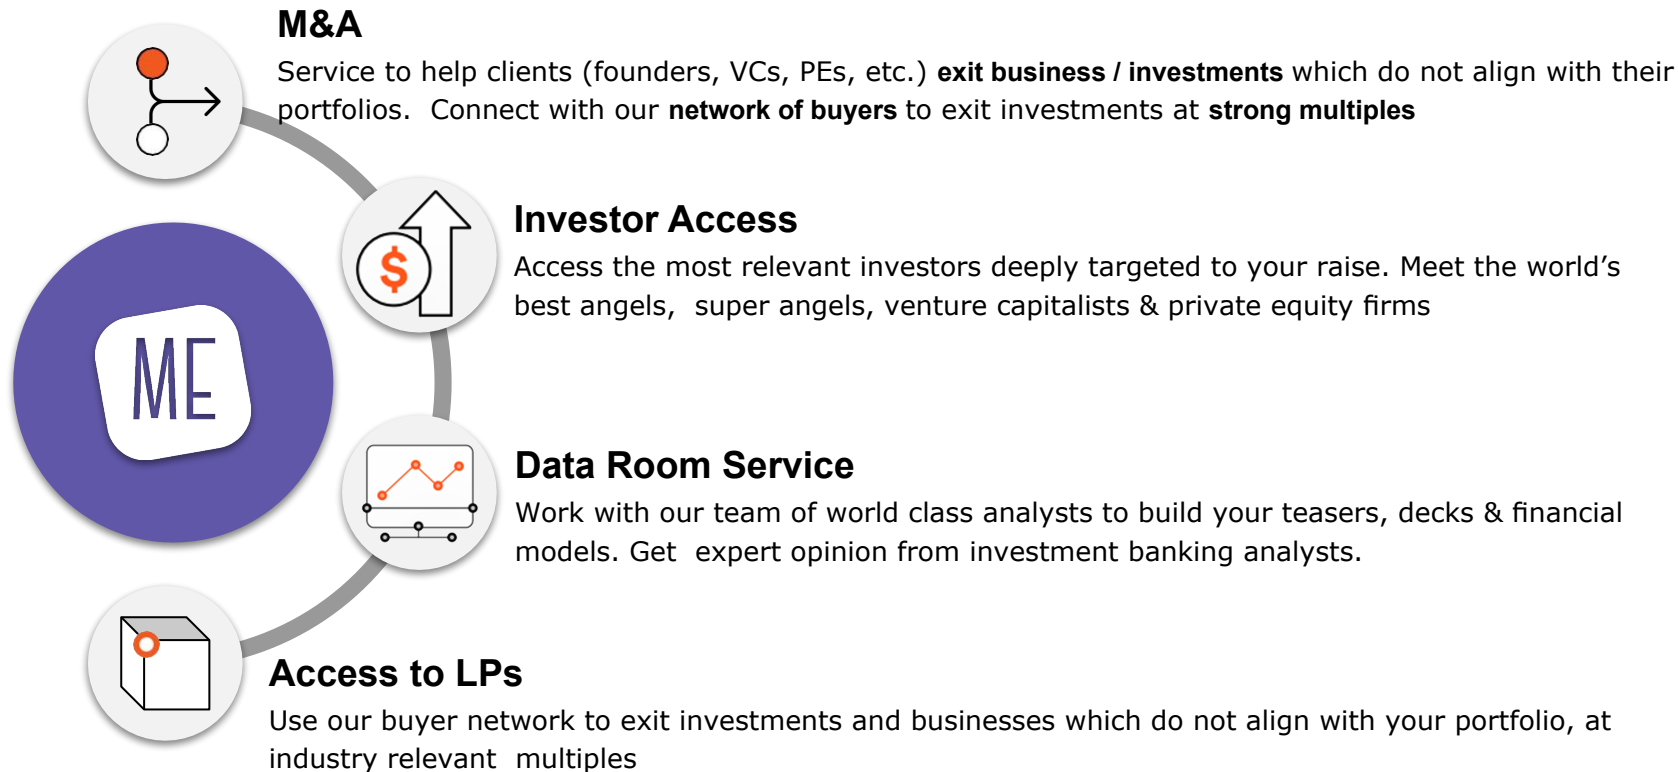 M&A
Service to help clients (founders, VCs, PEs, etc.) exit business / investments which do not align with their
portfolios.  Connect with our network of buyers to exit investments at strong multiples
Investor Access
$
Access the most relevant investors deeply targeted to your raise. Meet the world’s
best angels,  super angels, venture capitalists & private equity firms
ME
Data Room Service
Work with our team of world class analysts to build your teasers, decks & financial
models. Get  expert opinion from investment banking analysts.
Access to LPs
Use our buyer network to exit investments and businesses which do not align with your portfolio, at
industry relevant  multiples